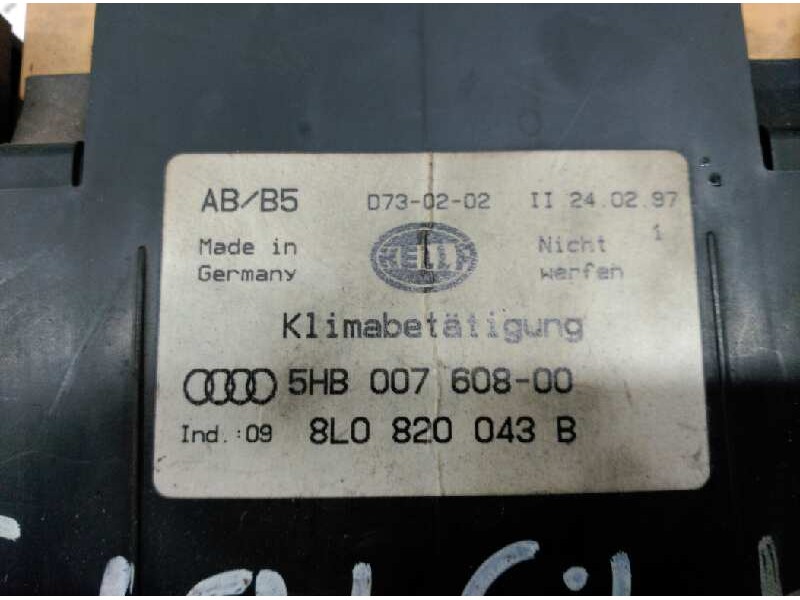 AB/B5 D73-02-02 II 24.02.97
Made in Germany HELLA Nicht werfen 1
Klimabetätigung
5HB 007 608-00
Ind.:09 8L0 820 043 B